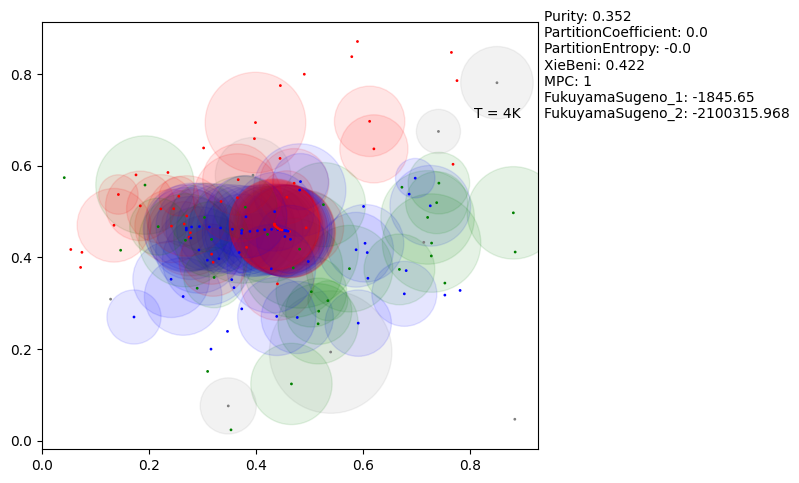 Purity: 0.352
PartitionCoefficient: 0.0
PartitionEntropy: -0.0
XieBeni: 0.422
MPC: 1
FukuyamaSugeno_1: -1845.65
FukuyamaSugeno_2: -2100315.968
T = 4K
0.8
0.6
0.4
0.2
0.0
0.0 0.2 0.4 0.6 0.8